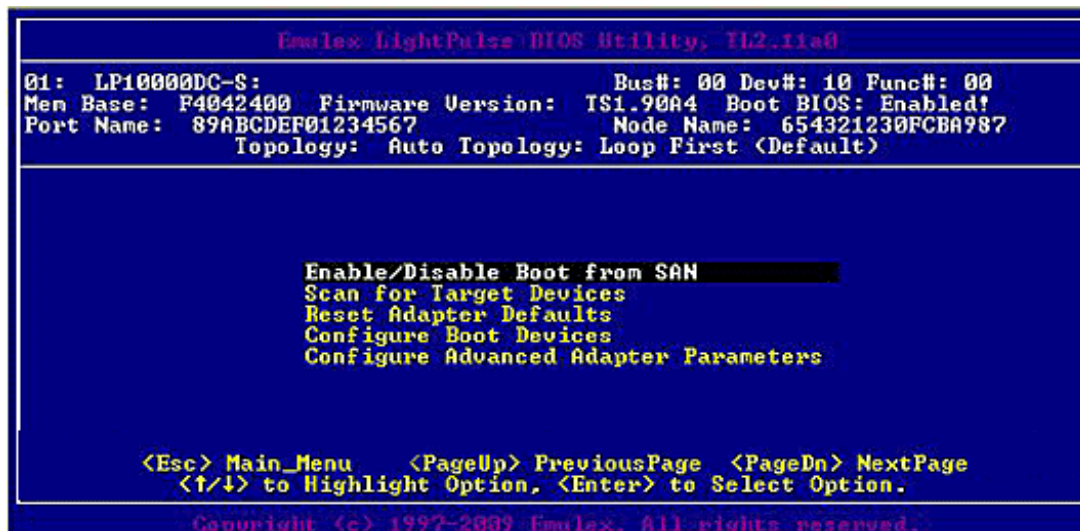 Emulex LightPulse BIOS Utility, TL2.11a0
01: LP10000DC-S: Bus#: 00 Dev#: 10 Func#: 00
Mem Base: F4042400 Firmware Version: TS1.90A4 Boot BIOS: Enabled!
Port Name: 89ABCDEF01234567 Node Name: 654321230FCBA987
Topology: Auto Topology: Loop First (Default)
Enable/Disable Boot from SAN
Scan for Target Devices
Reset Adapter Defaults
Configure Boot Devices
Configure Advanced Adapter Parameters
<Esc> Main_Menu <PageUp> PreviousPage <PageDn> NextPage
<↑/↓> to Highlight Option, <Enter> to Select Option.
Copyright (c) 1997-2009 Emulex. All rights reserved.